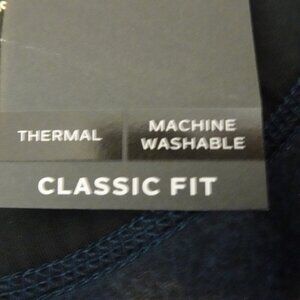 THERMAL
MACHINE
WASHABLE
CLASSIC FIT